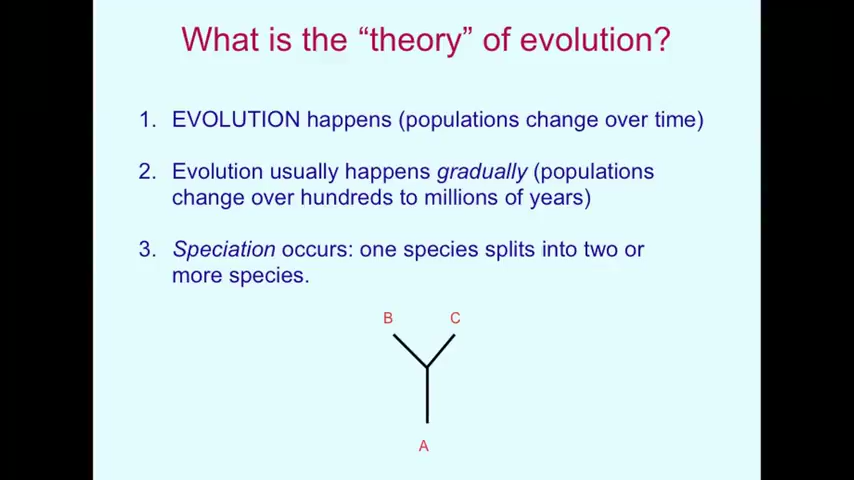 What is the “theory” of evolution?
1. EVOLUTION happens (populations change over time)
2. Evolution usually happens gradually (populations
change over hundreds to millions of years)
3. Speciation occurs: one species splits into two or
more species.
B C
A